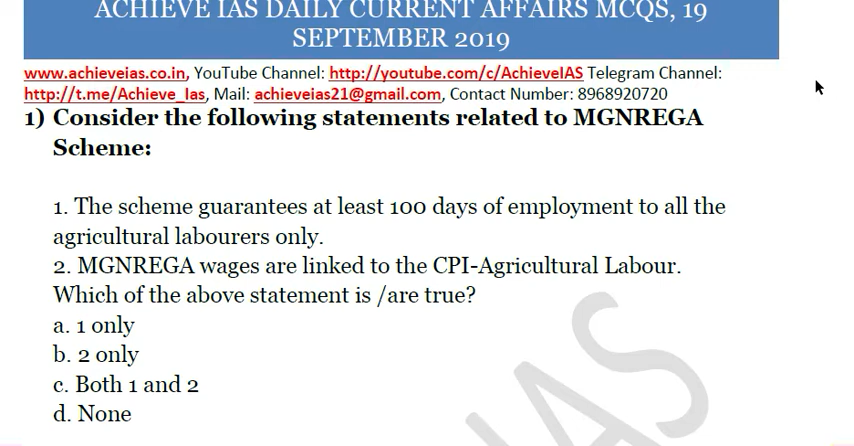 ACHIEVE IAS DAILY CURRENT AFFAIRS MCQS, 19
SEPTEMBER 2019
www.achieveias.co.in, YouTube Channel: http://youtube.com/c/AchieveIAS Telegram Channel:
http://t.me/Achieve_Ias, Mail: achieveias21@gmail.com, Contact Number: 8968920720
1) Consider the following statements related to MGNREGA
Scheme:
1. The scheme guarantees at least 100 days of employment to all the
agricultural labourers only.
2. MGNREGA wages are linked to the CPI-Agricultural Labour.
Which of the above statement is /are true?
a. 1 only
b. 2 only
c. Both 1 and 2
d. None
IAS